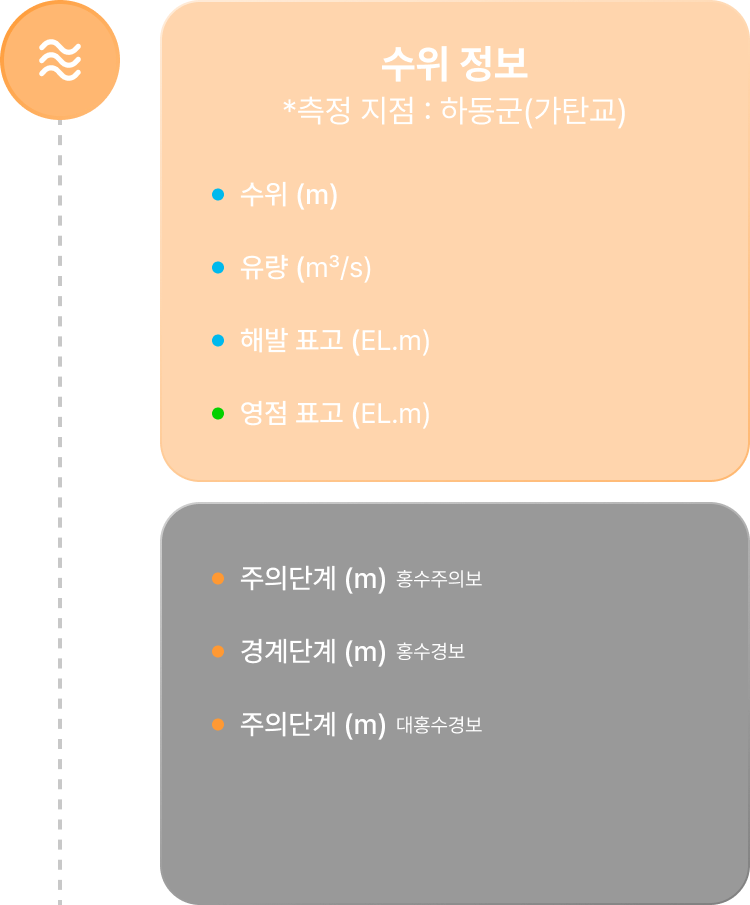 수위 정보
*측정 지점 : 하동군(가탄교)
수위 (m)
유량 (m³/s)
해발 표고 (EL.m)
영점 표고 (EL.m)
주의단계 (m) 홍수주의보
경계단계 (m) 홍수경보
주의단계 (m) 대홍수경보